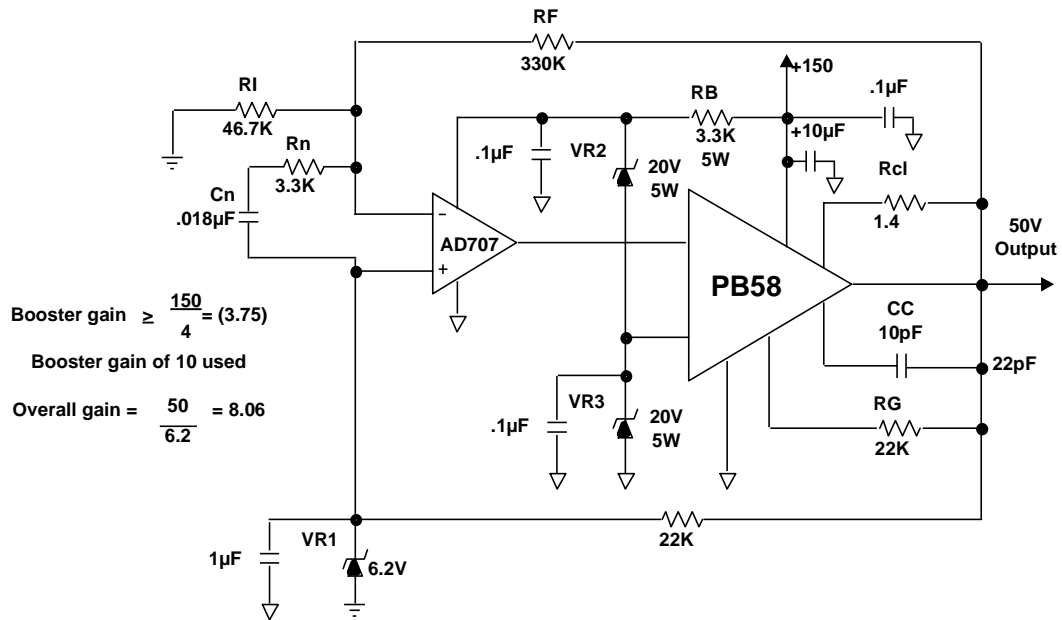 RF
330K
+150
RI
46.7K
RB
3.3K
5W
.1µF
+10µF
Rn
3.3K
.1µF
VR2
20V
5W
Rcl
1.4
Cn
.018µF
−
AD707
+
50V
Output
PB58
Booster gain ≥ 150/4 = (3.75)
Booster gain of 10 used
CC
10pF
22pF
Overall gain = 50/6.2 = 8.06
VR3
20V
5W
.1µF
RG
22K
22K
1µF
VR1
6.2V